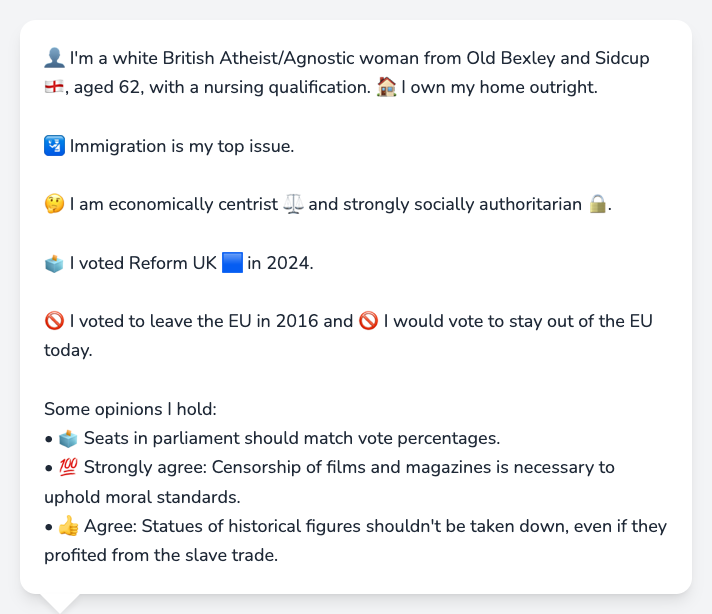 👤 I'm a white British Atheist/Agnostic woman from Old Bexley and Sidcup
🏴󠁧󠁢󠁥󠁮󠁧󠁿, aged 62, with a nursing qualification. 🏠 I own my home outright.
🛂 Immigration is my top issue.
🤔 I am economically centrist ⚖️ and strongly socially authoritarian 🔒.
🗳️ I voted Reform UK 🟦 in 2024.
🚫 I voted to leave the EU in 2016 and 🚫 I would vote to stay out of the EU
today.
Some opinions I hold:
• 🗳️ Seats in parliament should match vote percentages.
• 💯 Strongly agree: Censorship of films and magazines is necessary to
uphold moral standards.
• 👍 Agree: Statues of historical figures shouldn't be taken down, even if they
profited from the slave trade.